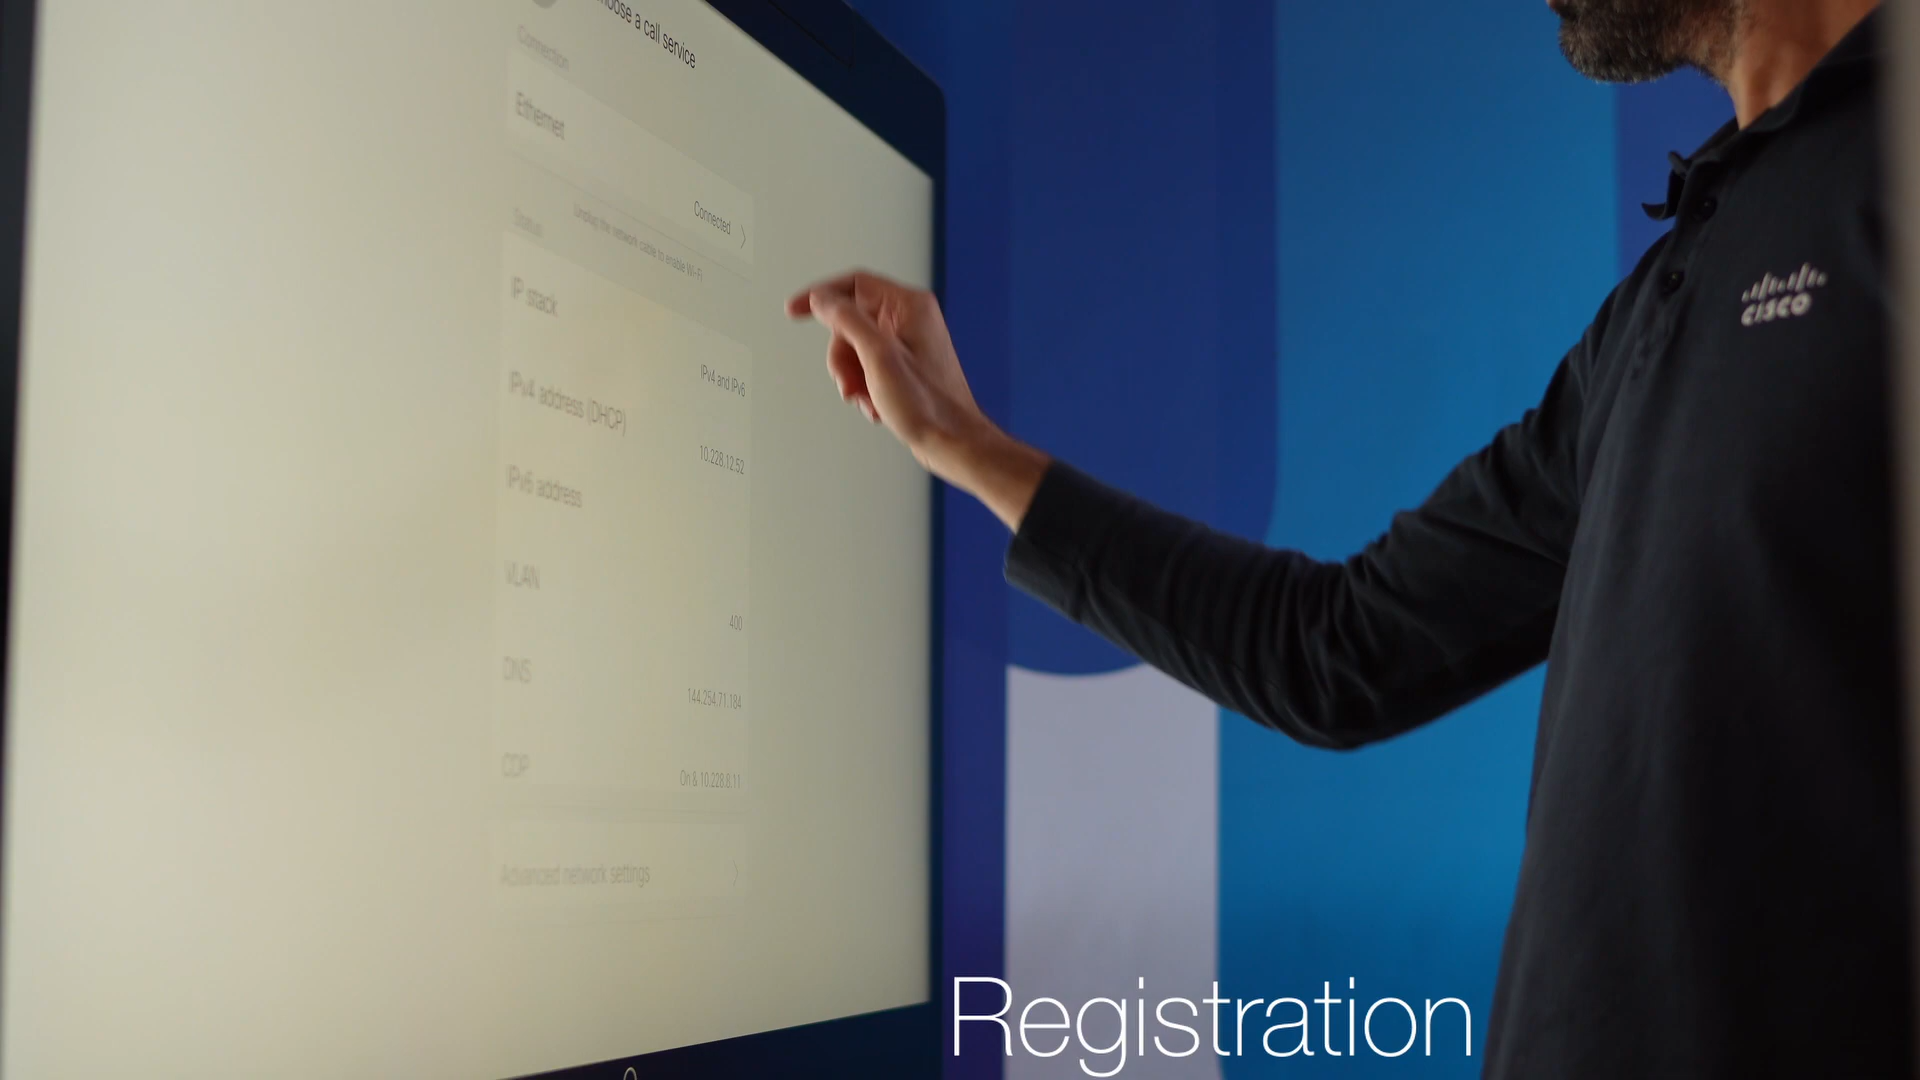 choose a call service
Connection
Ethernet
Connected
Unplug the network cable to enable Wi-Fi
Status
IP stack
IPv4 and IPv6
IPv4 address (DHCP)
10.228.12.52
IPv6 address
VLAN
400
DNS
144.254.71.184
CDP
On & 10.228.8.11
Advanced network settings
CISCO
Registration